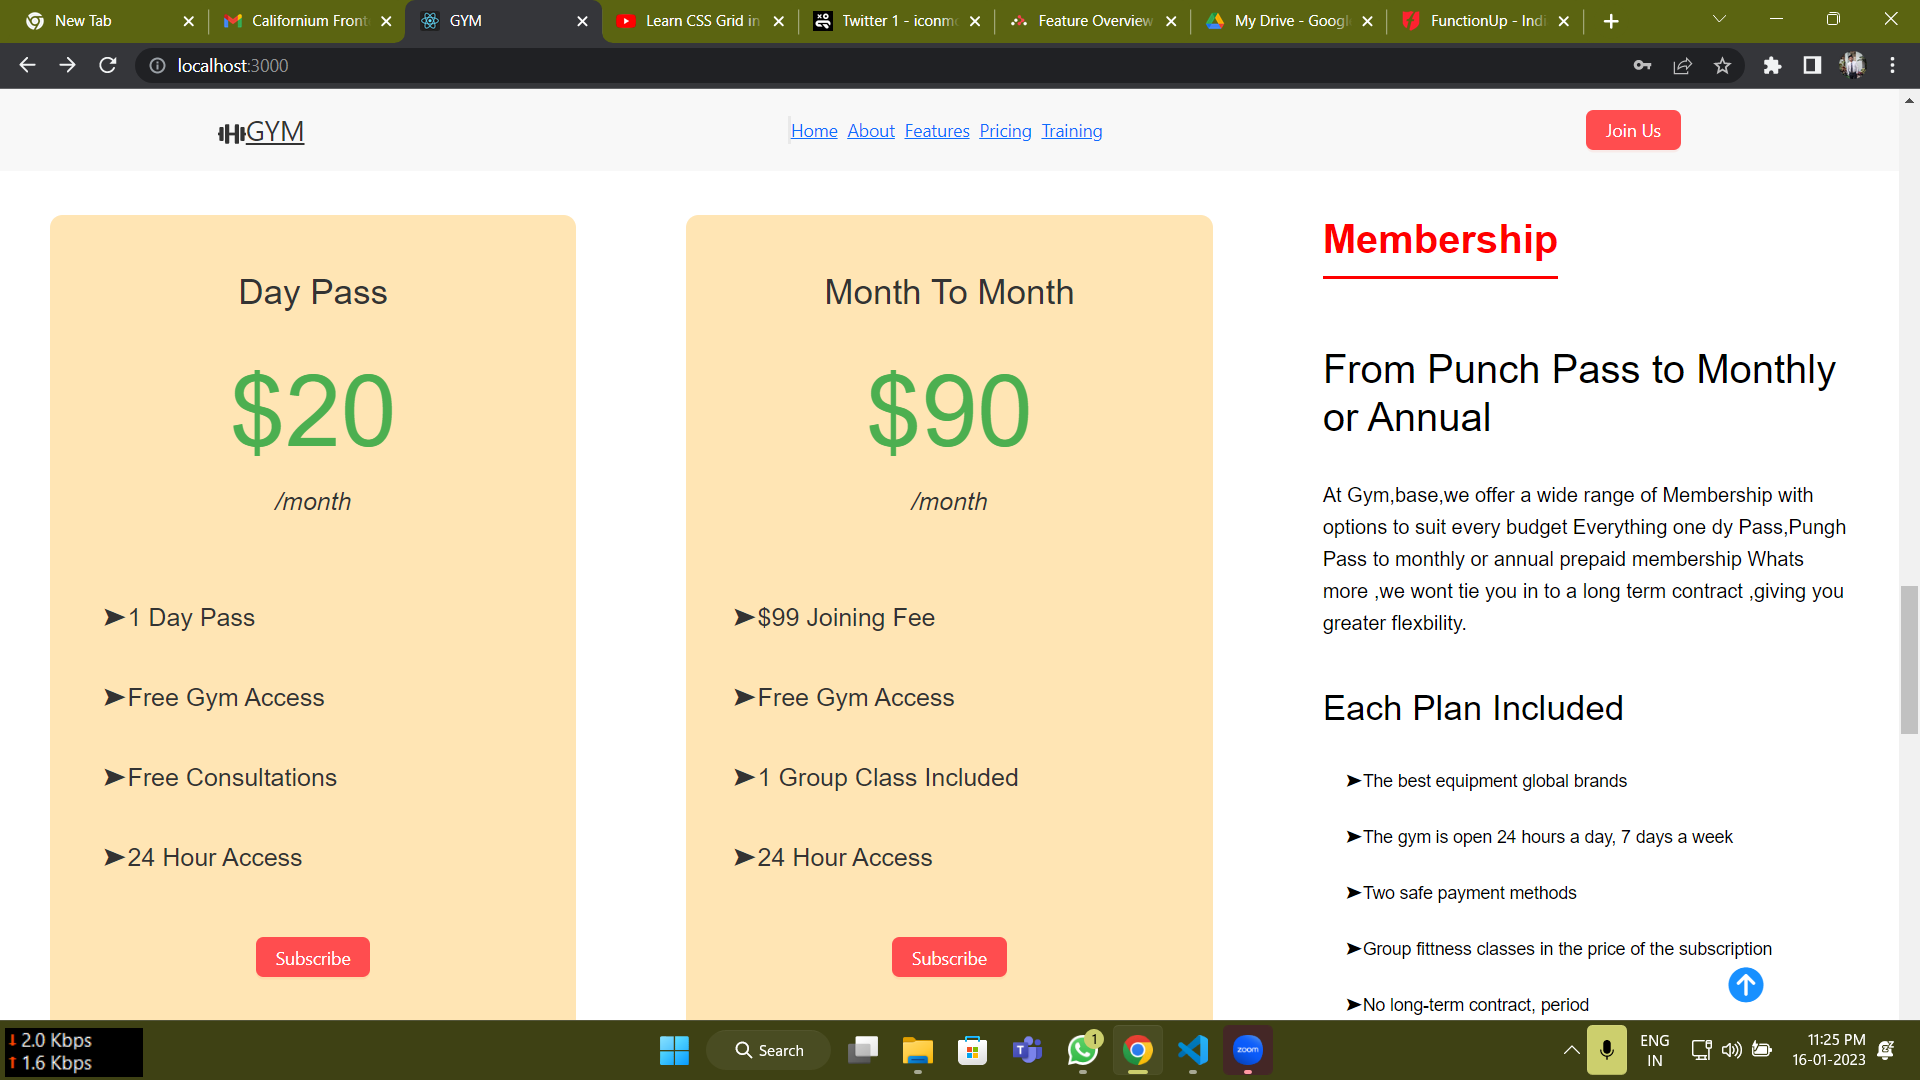 New Tab
Californium Front
GYM
Learn CSS Grid in
Twitter 1 - iconmo
Feature Overview
My Drive - Google
FunctionUp - Indi
localhost:3000
GYM
Home About Features Pricing Training
Join Us
Day Pass
$20
/month
➤1 Day Pass
➤Free Gym Access
➤Free Consultations
➤24 Hour Access
Subscribe
Month To Month
$90
/month
➤$99 Joining Fee
➤Free Gym Access
➤1 Group Class Included
➤24 Hour Access
Subscribe
Membership
From Punch Pass to Monthly
or Annual
At Gym,base,we offer a wide range of Membership with
options to suit every budget Everything one dy Pass,Pungh
Pass to monthly or annual prepaid membership Whats
more ,we wont tie you in to a long term contract ,giving you
greater flexbility.
Each Plan Included
➤The best equipment global brands
➤The gym is open 24 hours a day, 7 days a week
➤Two safe payment methods
➤Group fittness classes in the price of the subscription
➤No long-term contract, period
2.0 Kbps
1.6 Kbps
Search
1
zoom
ENG
IN
11:25 PM
16-01-2023